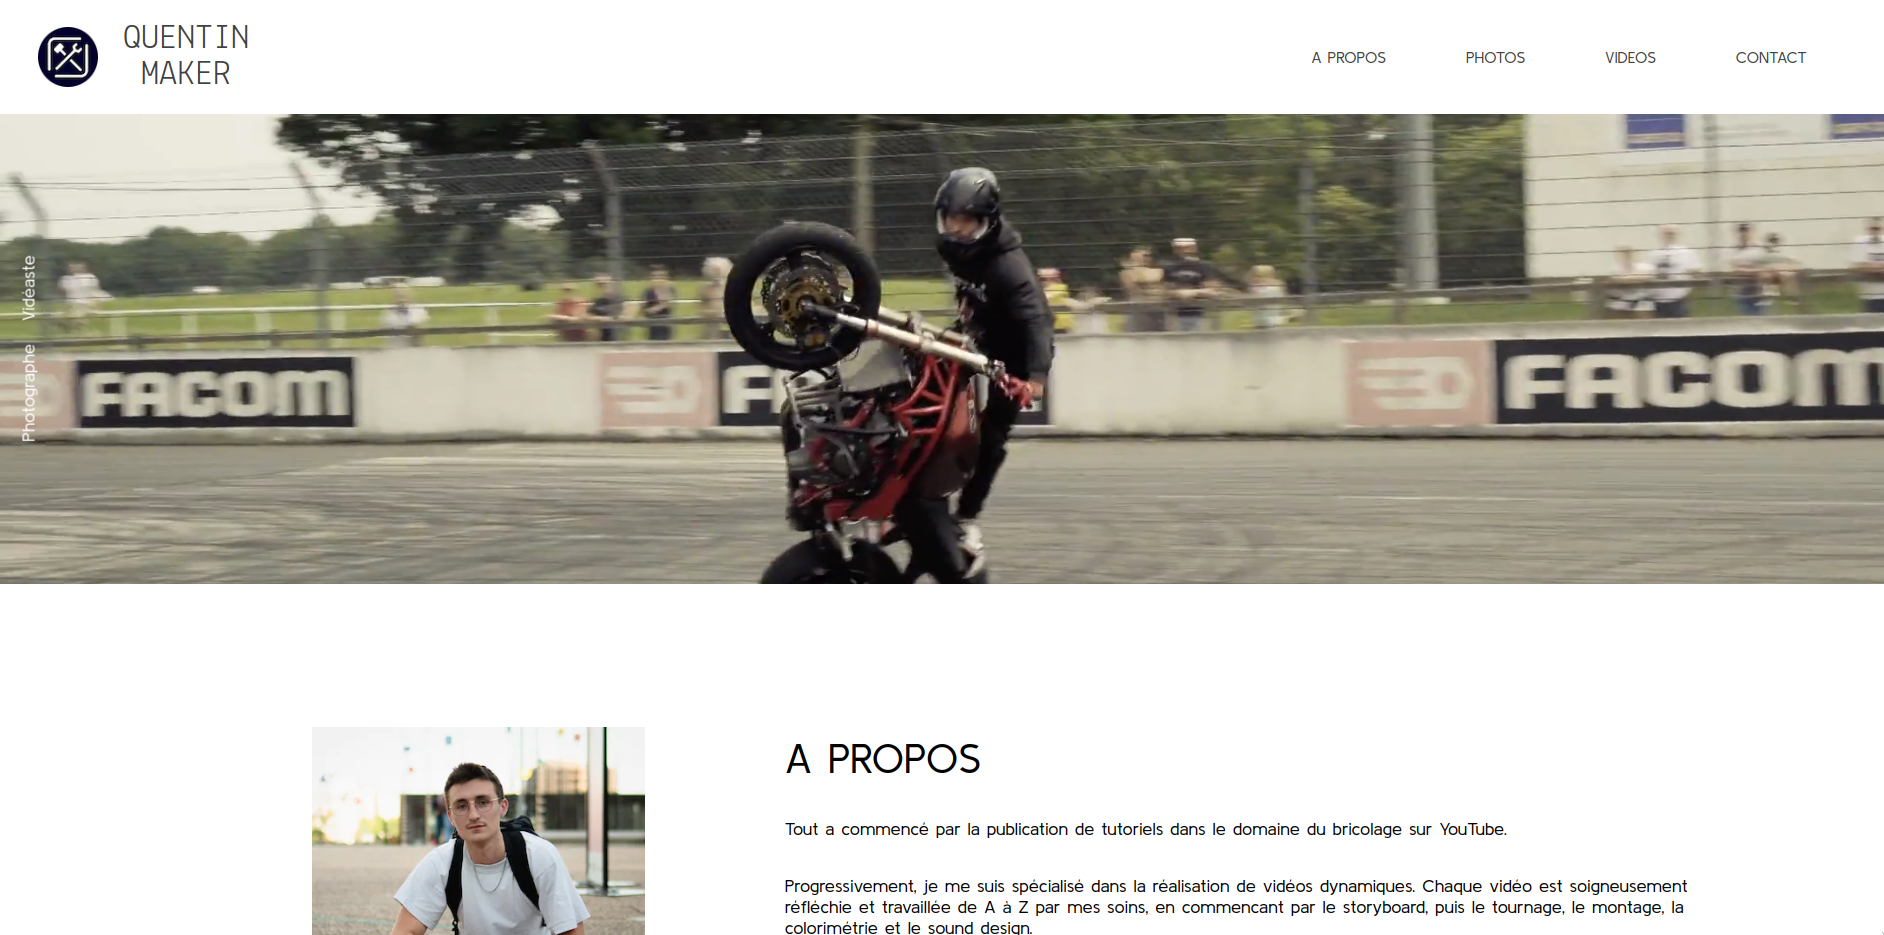 QUENTIN
MAKER
A PROPOS
PHOTOS
VIDEOS
CONTACT
Photographe Vidéaste
FACOM
FACOM
A PROPOS
Tout a commencé par la publication de tutoriels dans le domaine du bricolage sur YouTube.
Progressivement, je me suis spécialisé dans la réalisation de vidéos dynamiques. Chaque vidéo est soigneusement
réfléchie et travaillée de A à Z par mes soins, en commencant par le storyboard, puis le tournage, le montage, la
colorimétrie et le sound design.